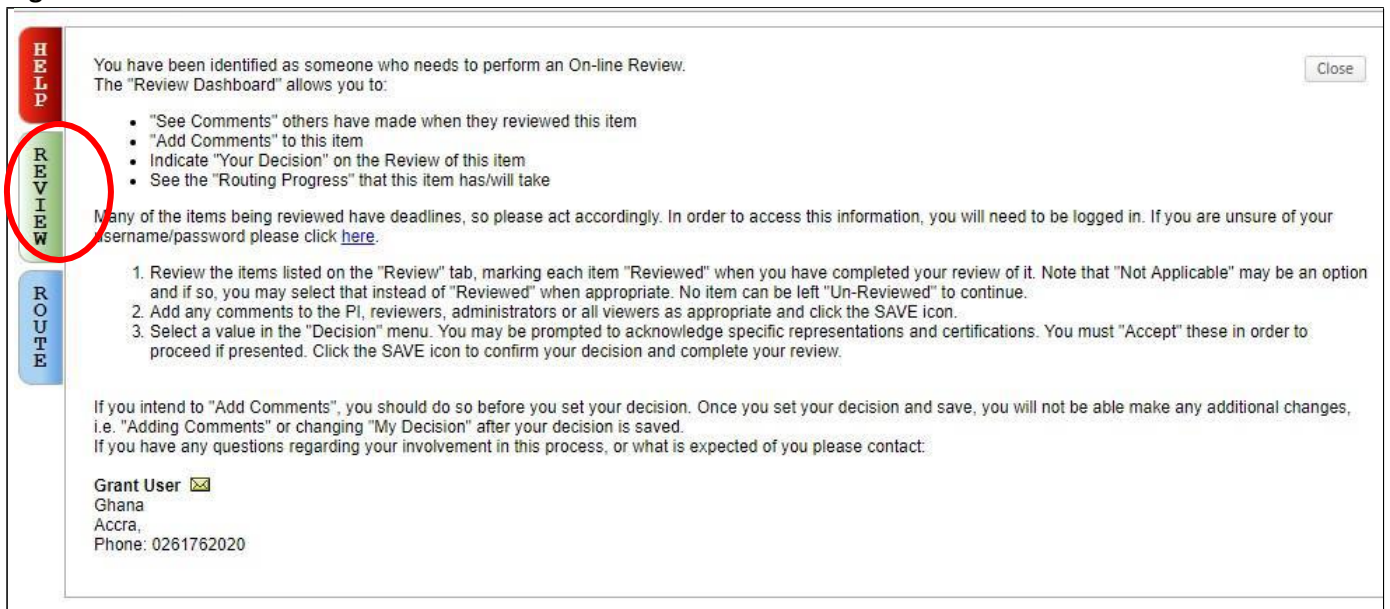 HELP
REVIEW
ROUTE
Close
You have been identified as someone who needs to perform an On-line Review.
The "Review Dashboard" allows you to:
• "See Comments" others have made when they reviewed this item
• "Add Comments" to this item
• Indicate "Your Decision" on the Review of this item
• See the "Routing Progress" that this item has/will take
Many of the items being reviewed have deadlines, so please act accordingly. In order to access this information, you will need to be logged in. If you are unsure of your
username/password please click here.
1. Review the items listed on the "Review" tab, marking each item "Reviewed" when you have completed your review of it. Note that "Not Applicable" may be an option
and if so, you may select that instead of "Reviewed" when appropriate. No item can be left "Un-Reviewed" to continue.
2. Add any comments to the PI, reviewers, administrators or all viewers as appropriate and click the SAVE icon.
3. Select a value in the "Decision" menu. You may be prompted to acknowledge specific representations and certifications. You must "Accept" these in order to
proceed if presented. Click the SAVE icon to confirm your decision and complete your review.
If you intend to "Add Comments", you should do so before you set your decision. Once you set your decision and save, you will not be able make any additional changes,
i.e. "Adding Comments" or changing "My Decision" after your decision is saved.
If you have any questions regarding your involvement in this process, or what is expected of you please contact:
Grant User
Ghana
Accra,
Phone: 0261762020